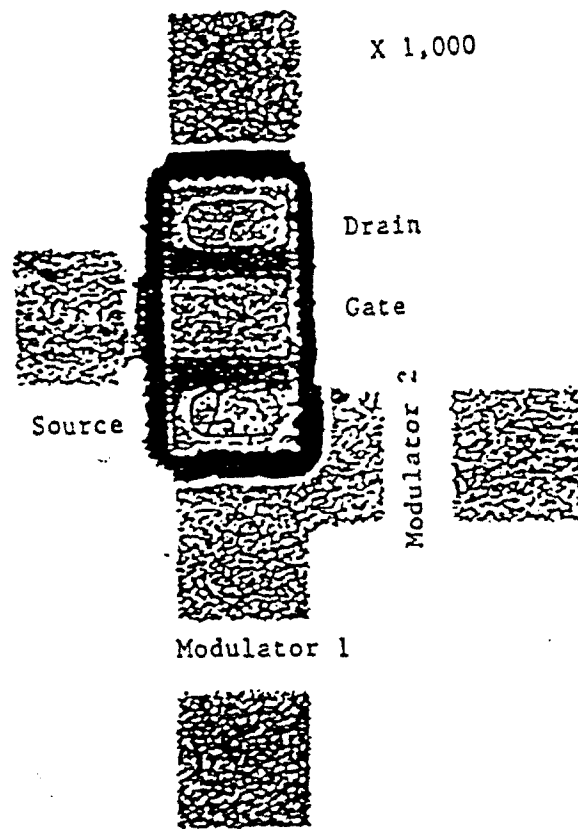 X 1,000
Drain
Gate
Source
Modulator 2
Modulator 1